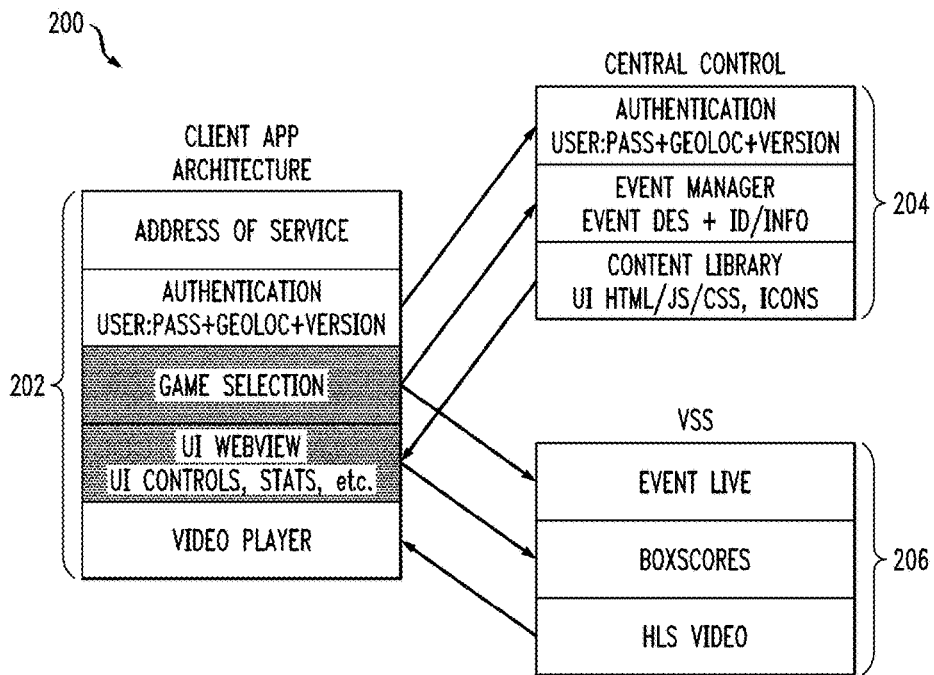 200
CLIENT APP
ARCHITECTURE
202
ADDRESS OF SERVICE
AUTHENTICATION
USER:PASS+GEOLOC+VERSION
GAME SELECTION
UI WEBVIEW
UI CONTROLS, STATS, etc.
VIDEO PLAYER
CENTRAL CONTROL
AUTHENTICATION
USER:PASS+GEOLOC+VERSION
EVENT MANAGER
EVENT DES + ID/INFO
CONTENT LIBRARY
UI HTML/JS/CSS, ICONS
204
VSS
EVENT LIVE
BOXSCORES
HLS VIDEO
206